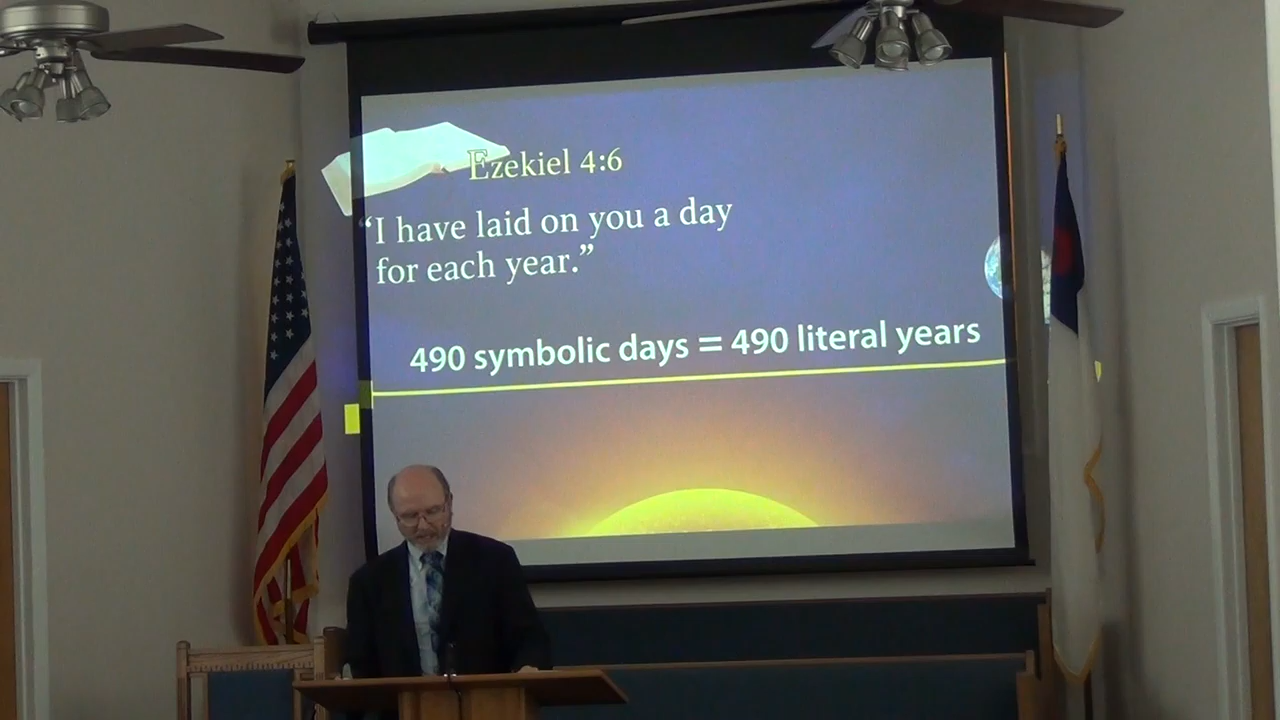 Ezekiel 4:6
“I have laid on you a day
for each year.”
490 symbolic days = 490 literal years